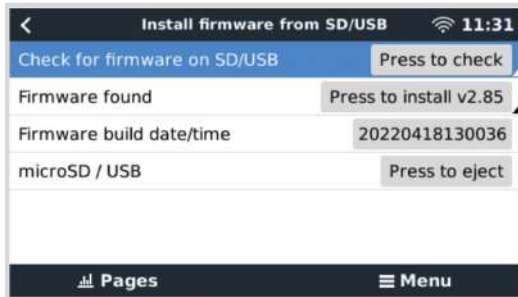 Install firmware from SD/USB 11:31
Check for firmware on SD/USB Press to check
Firmware found Press to install v2.85
Firmware build date/time 20220418130036
microSD / USB Press to eject
Pages Menu